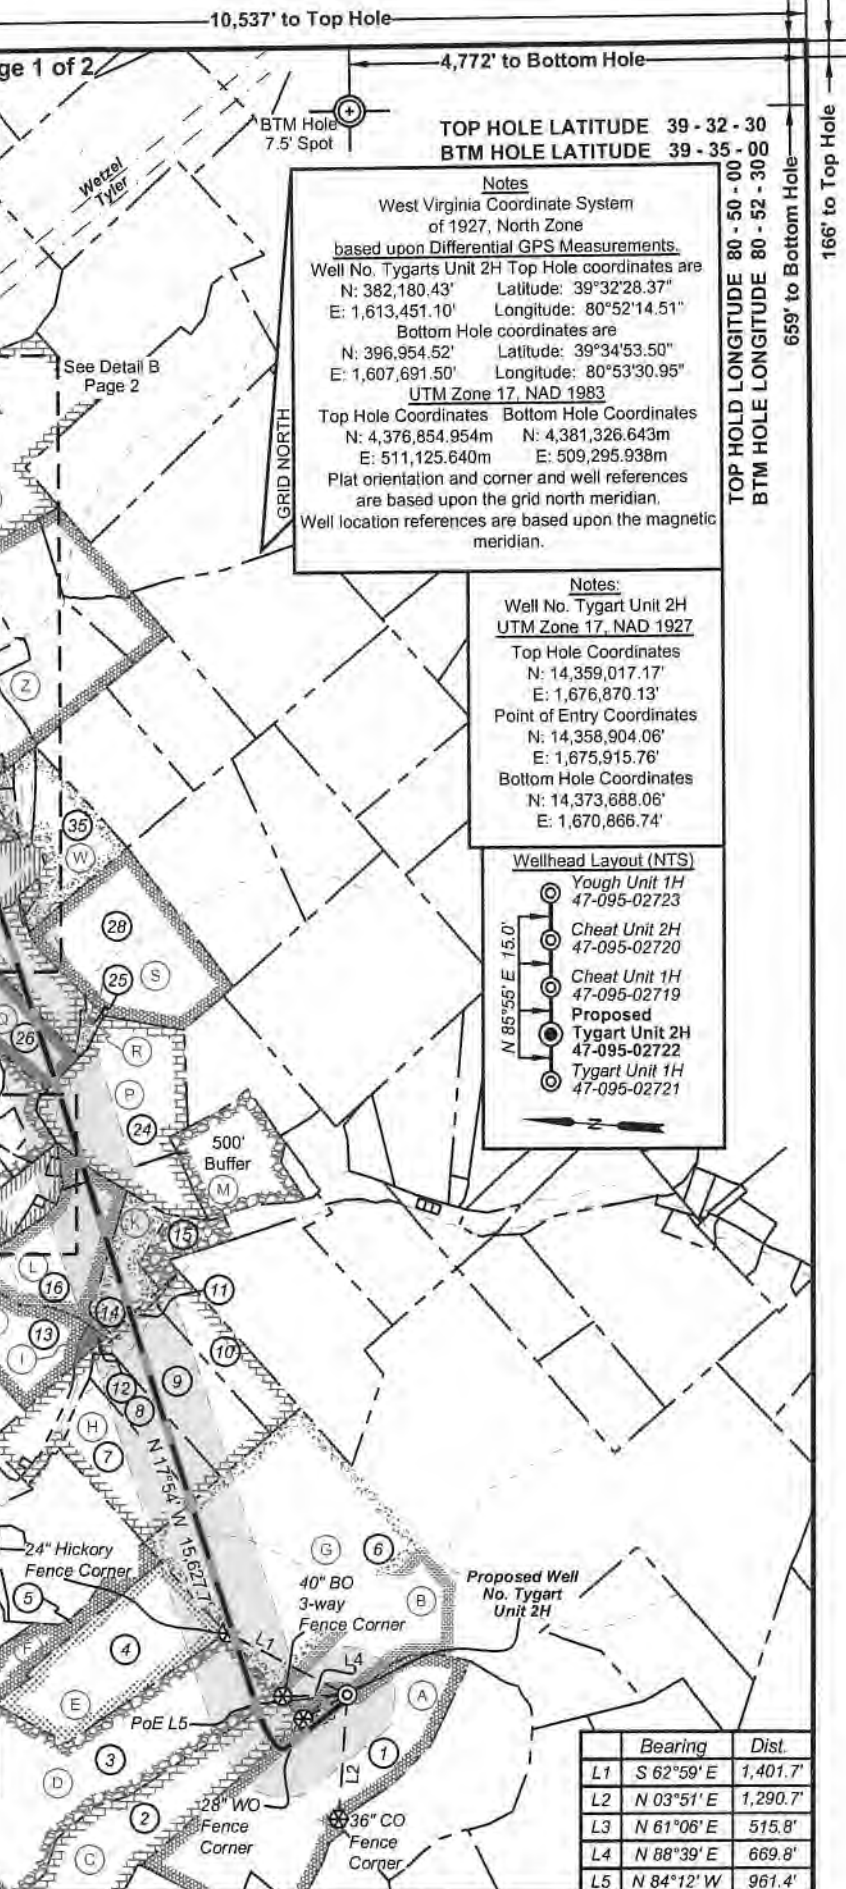 10,537' to Top Hole
ge 1 of 2
4,772' to Bottom Hole
BTM Hole
7.5' Spot
TOP HOLE LATITUDE 39 - 32 - 30
BTM HOLE LATITUDE 39 - 35 - 00
TOP HOLD LONGITUDE 80 - 50 - 00
BTM HOLE LONGITUDE 80 - 52 - 30
659' to Bottom Hole
166' to Top Hole
Wetzel
Tyler
See Detail B
Page 2
GRID NORTH
Notes
West Virginia Coordinate System
of 1927, North Zone
based upon Differential GPS Measurements.
Well No. Tygarts Unit 2H Top Hole coordinates are
N: 382,180.43' Latitude: 39°32'28.37"
E: 1,613,451.10' Longitude: 80°52'14.51"
Bottom Hole coordinates are
N: 396,954.52' Latitude: 39°34'53.50"
E: 1,607,691.50' Longitude: 80°53'30.95"
UTM Zone 17, NAD 1983
Top Hole Coordinates Bottom Hole Coordinates
N: 4,376,854.954m N: 4,381,326.643m
E: 511,125.640m E: 509,295.938m
Plat orientation and corner and well references
are based upon the grid north meridian.
Well location references are based upon the magnetic
meridian.
Notes:
Well No. Tygart Unit 2H
UTM Zone 17, NAD 1927
Top Hole Coordinates
N: 14,359,017.17'
E: 1,676,870.13'
Point of Entry Coordinates
N: 14,358,904.06'
E: 1,675,915.76'
Bottom Hole Coordinates
N: 14,373,688.06'
E: 1,670,866.74'
Wellhead Layout (NTS)
Yough Unit 1H
47-095-02723
Cheat Unit 2H
47-095-02720
Cheat Unit 1H
47-095-02719
Proposed
Tygart Unit 2H
47-095-02722
Tygart Unit 1H
47-095-02721
N 85°55' E 15.0'
N
Z
35
W
28
S
25
Q
26
R
P
24
500'
Buffer
M
K
15
L
16
11
14
13
10
I
9
12
8
H
7
N 17°54' W 15,627.7'
24" Hickory
Fence Corner
5
G
6
40" BO
3-way
Fence Corner
B
Proposed Well
No. Tygart
Unit 2H
F
4
L1
L4
E
A
PoE L5
3
1
D
L2
2
28" WO
Fence
Corner
36" CO
Fence
Corner
C
Bearing Dist.
L1 S 62°59' E 1,401.7'
L2 N 03°51' E 1,290.7'
L3 N 61°06' E 515.8'
L4 N 88°39' E 669.8'
L5 N 84°12' W 961.4'